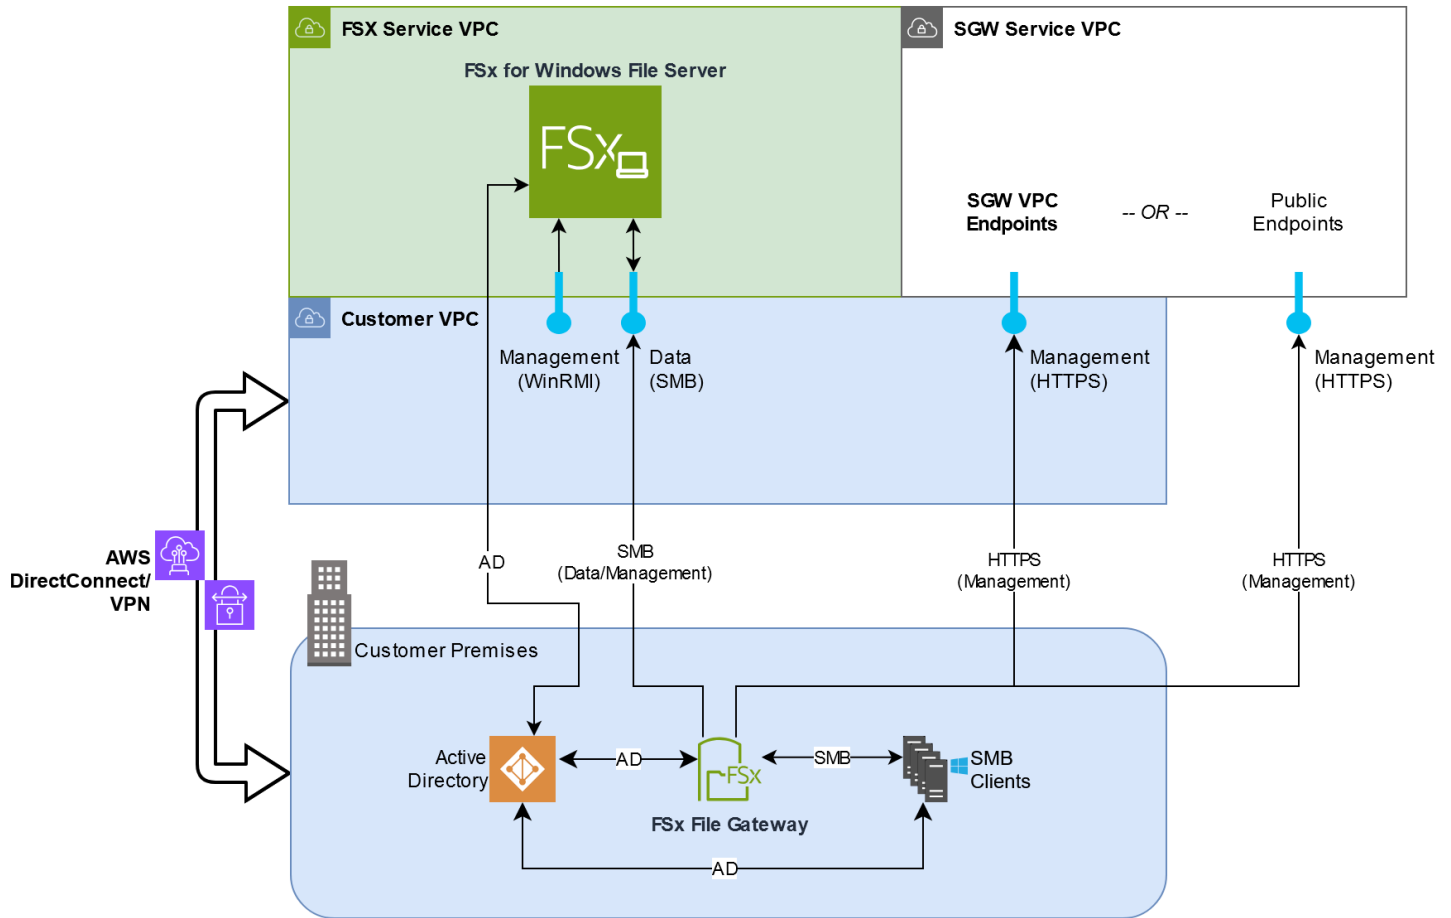 FSX Service VPC
SGW Service VPC
FSx for Windows File Server
FSx
SGW VPC
Endpoints
-- OR --
Public
Endpoints
Customer VPC
Management
(WinRMI)
Data
(SMB)
Management
(HTTPS)
Management
(HTTPS)
AWS
DirectConnect/
VPN
AD
SMB
(Data/Management)
HTTPS
(Management)
HTTPS
(Management)
Customer Premises
Active
Directory
AD
FSx
SMB
SMB
Clients
FSx File Gateway
AD